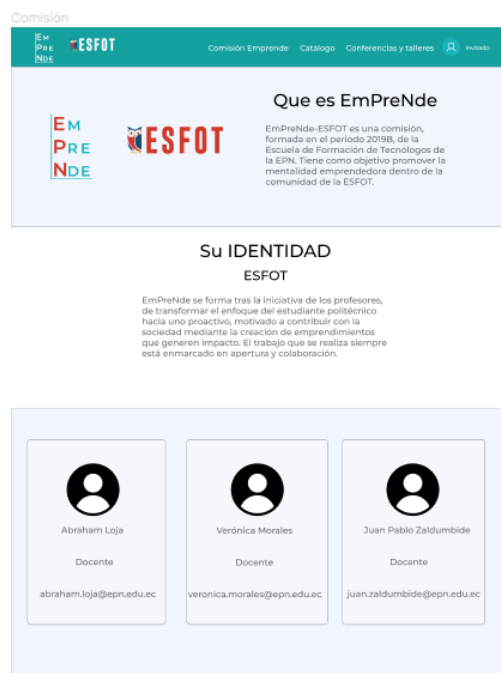 Comisión
EM
PRE
NDE
ESFOT
Comisión Emprende Catálogo Conferencias y talleres Invitado
EM
PRE
NDE
ESFOT
Que es EmPreNde
EmPreNde-ESFOT es una comisión,
formada en el periodo 2019B, de la
Escuela de Formación de Tecnólogos de
la EPN. Tiene como objetivo promover la
mentalidad emprendedora dentro de la
comunidad de la ESFOT.
Su IDENTIDAD
ESFOT
EmPreNde se forma tras la iniciativa de los profesores,
de transformar el enfoque del estudiante politécnico
hacia uno proactivo, motivado a contribuir con la
sociedad mediante la creación de emprendimientos
que generen impacto. El trabajo que se realiza siempre
está enmarcado en apertura y colaboración.
Abraham Loja
Docente
abraham.loja@epn.edu.ec
Verónica Morales
Docente
veronica.morales@epn.edu.ec
Juan Pablo Zaldumbide
Docente
juan.zaldumbide@epn.edu.ec